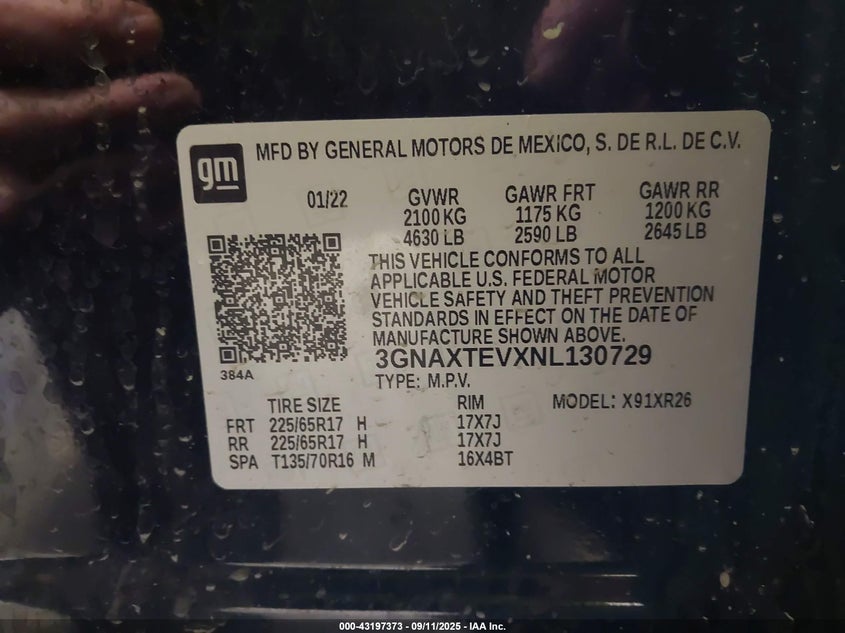 gm
MFD BY GENERAL MOTORS DE MEXICO, S. DE R.L. DE C.V.
01/22 GVWR GAWR FRT GAWR RR
2100 KG 1175 KG 1200 KG
4630 LB 2590 LB 2645 LB
THIS VEHICLE CONFORMS TO ALL
APPLICABLE U.S. FEDERAL MOTOR
VEHICLE SAFETY AND THEFT PREVENTION
STANDARDS IN EFFECT ON THE DATE OF
MANUFACTURE SHOWN ABOVE.
3GNAXTEVXNL130729
384A
TYPE: M.P.V.
TIRE SIZE RIM MODEL: X91XR26
FRT 225/65R17 H 17X7J
RR 225/65R17 H 17X7J
SPA T135/70R16 M 16X4BT
000-43197373 - 09/11/2025 - IAA Inc.